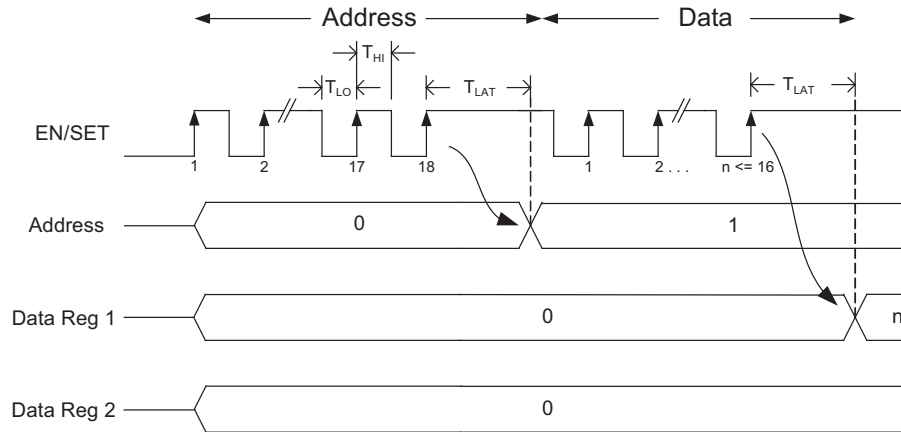 Address Data
T_HI
T_LO T_LAT T_LAT
EN/SET
1 2 17 18 1 2 . . . n <= 16
Address 0 1
Data Reg 1 0 n
Data Reg 2 0